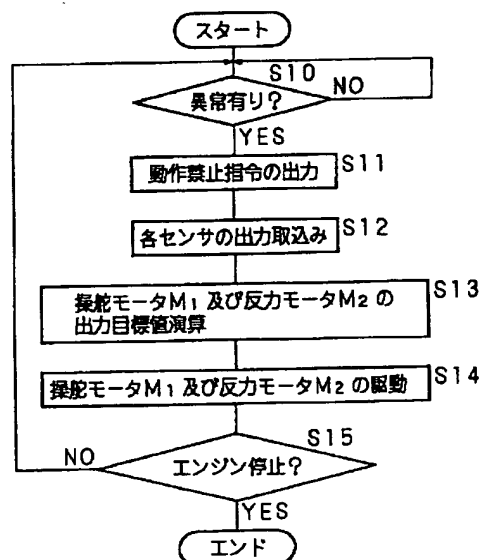 スタート
S10
異常有り?
NO
YES
動作禁止指令の出力
S11
各センサの出力取込み
S12
操舵モータM1 及び反力モータM2 の
出力目標値演算
S13
操舵モータM1 及び反力モータM2 の駆動
S14
S15
エンジン停止?
NO
YES
エンド